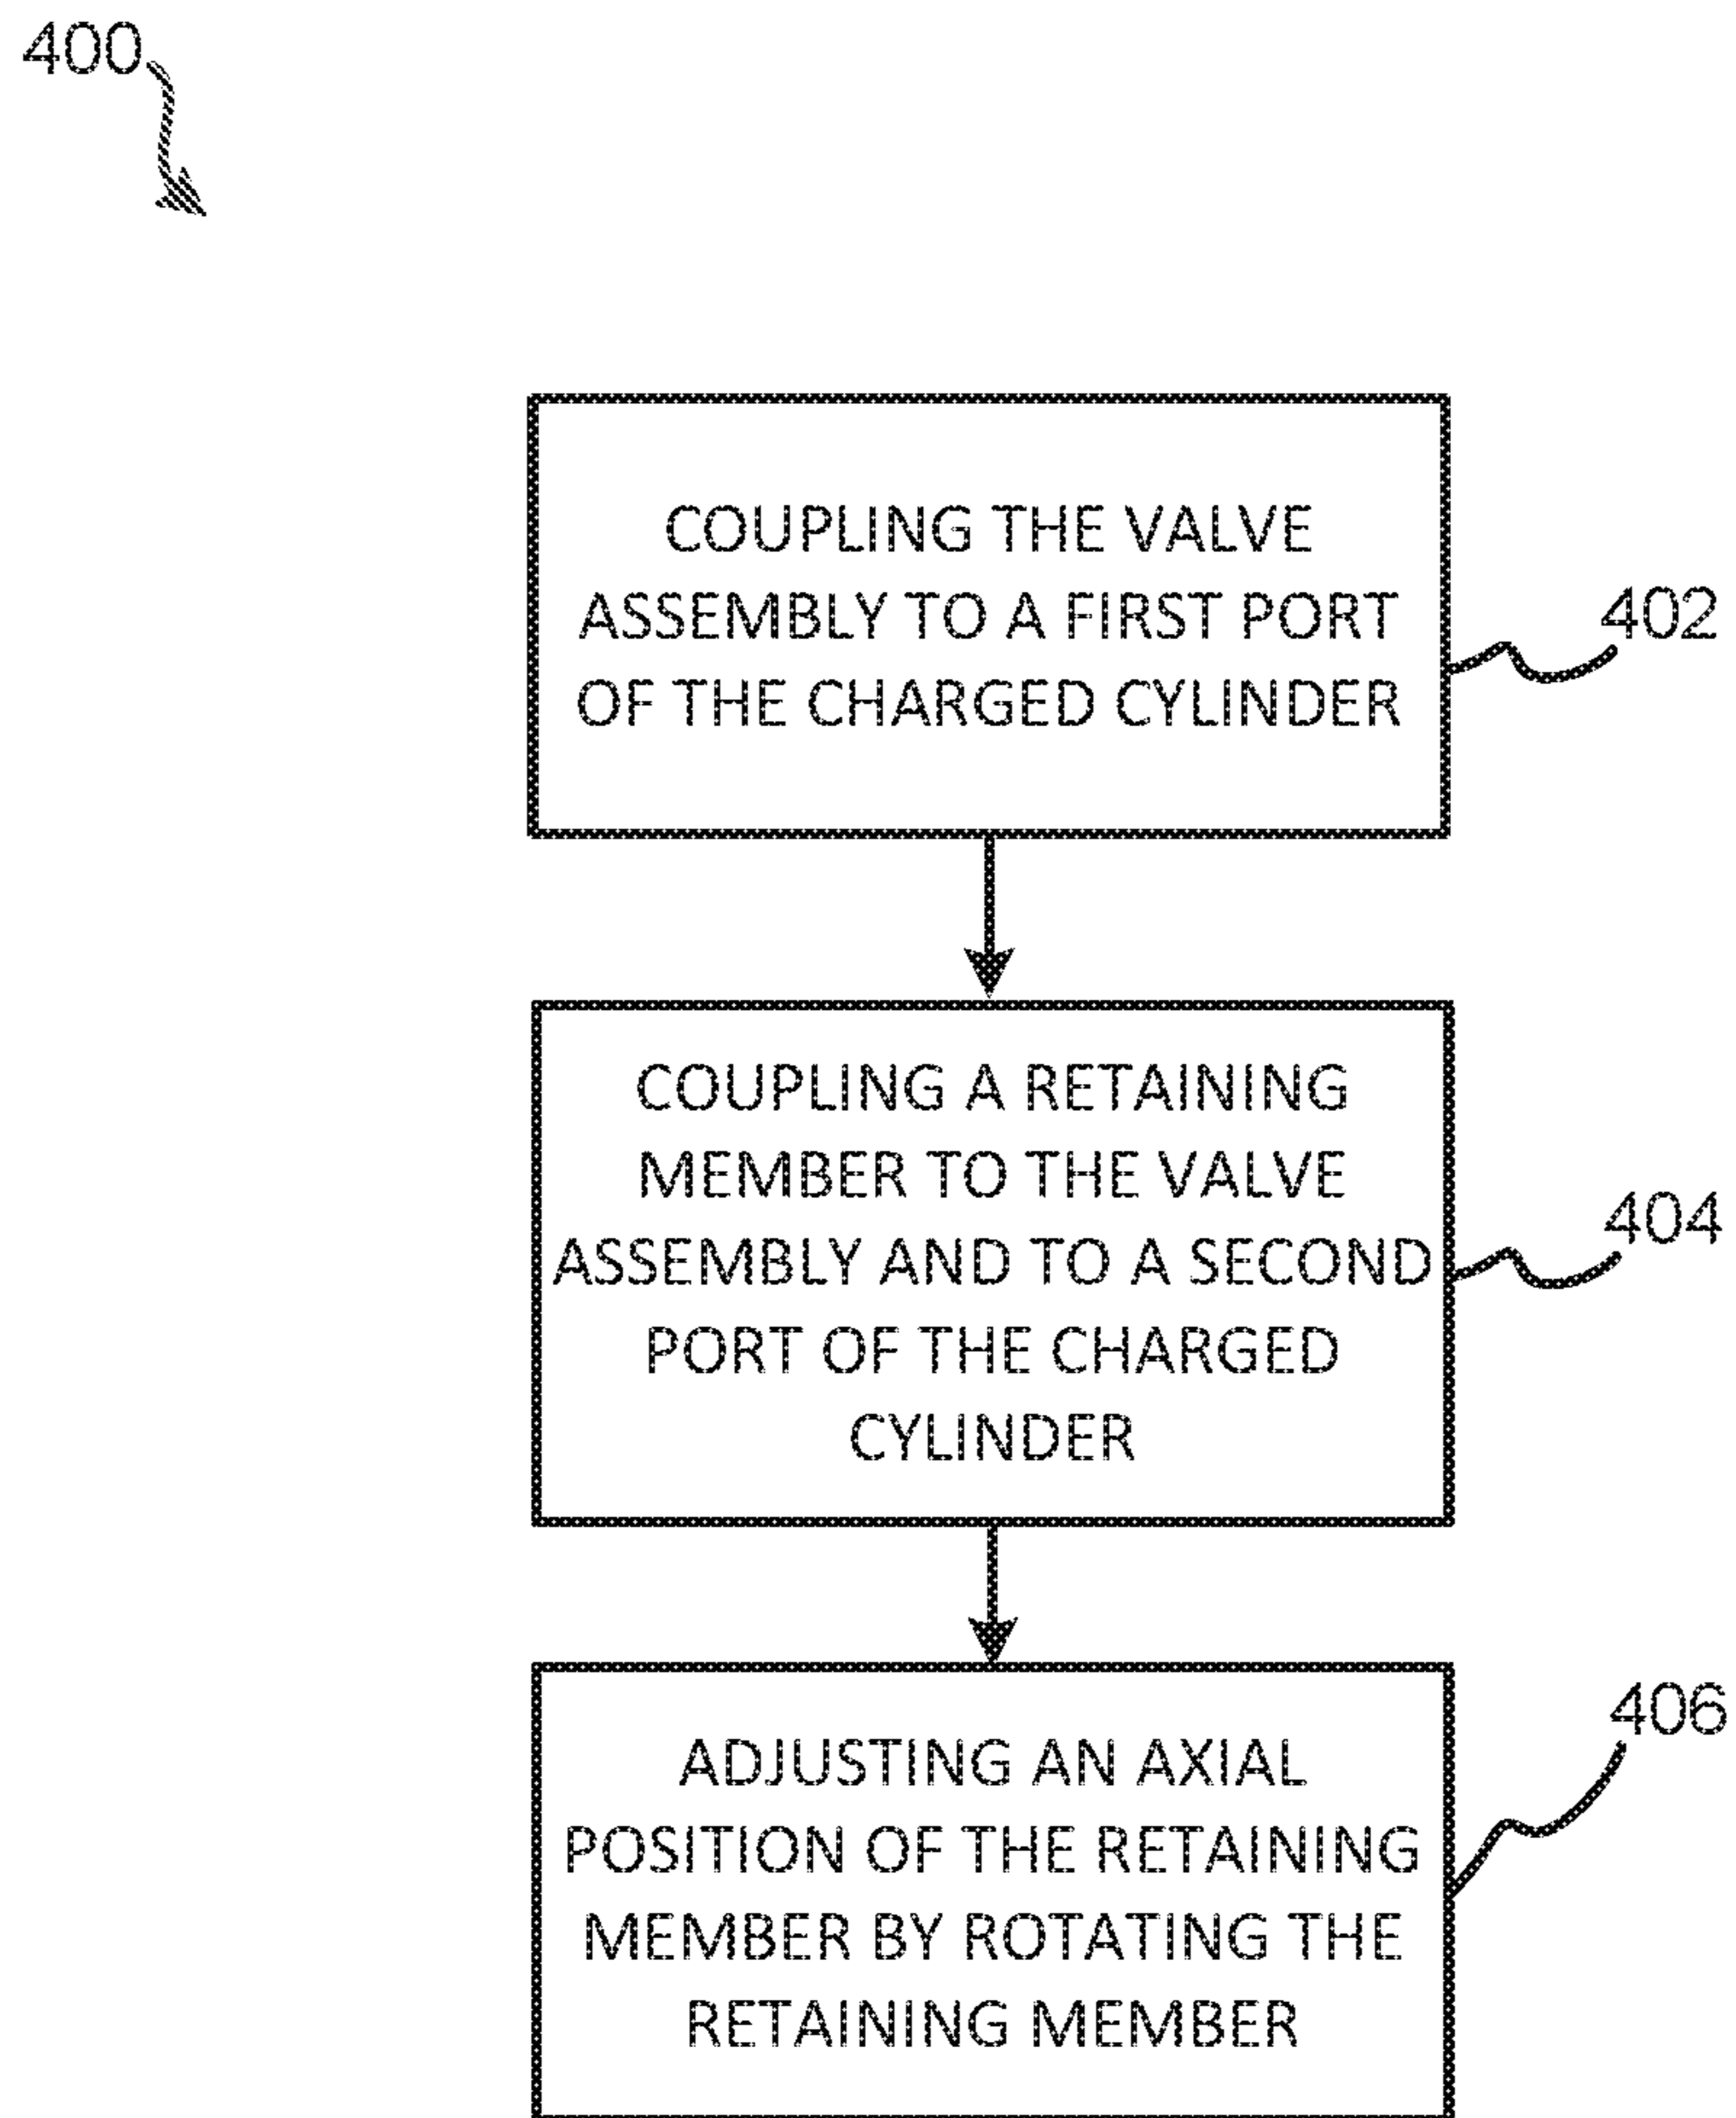 400
COUPLING THE VALVE
ASSEMBLY TO A FIRST PORT
OF THE CHARGED CYLINDER
402
COUPLING A RETAINING
MEMBER TO THE VALVE
ASSEMBLY AND TO A SECOND
PORT OF THE CHARGED
CYLINDER
404
ADJUSTING AN AXIAL
POSITION OF THE RETAINING
MEMBER BY ROTATING THE
RETAINING MEMBER
406